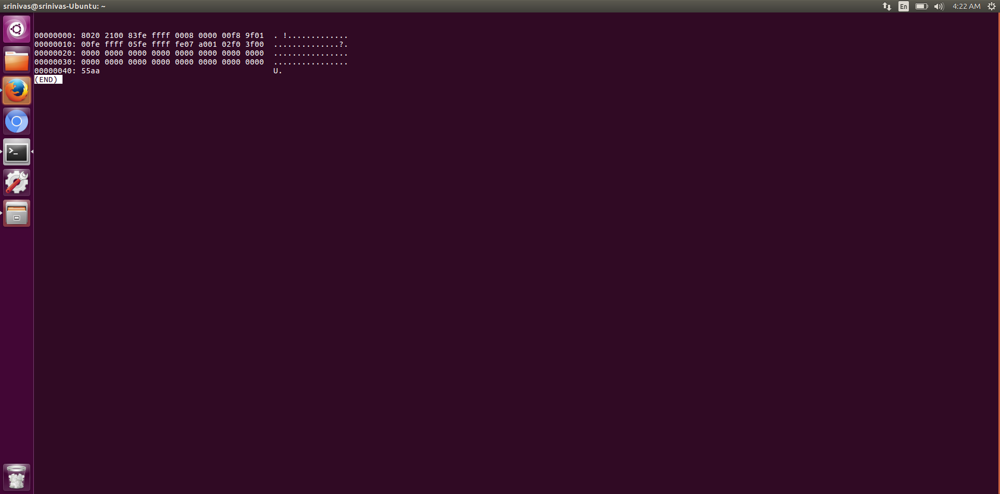 srinivas@srinivas-Ubuntu: ~
En
4:22 AM
00000000: 8020 2100 83fe ffff 0008 0000 00f8 9f01  . !.............
00000010: 00fe ffff 05fe ffff fe07 a001 02f0 3f00  ..............?.
00000020: 0000 0000 0000 0000 0000 0000 0000 0000  ................
00000030: 0000 0000 0000 0000 0000 0000 0000 0000  ................
00000040: 55aa                                     U.
(END)